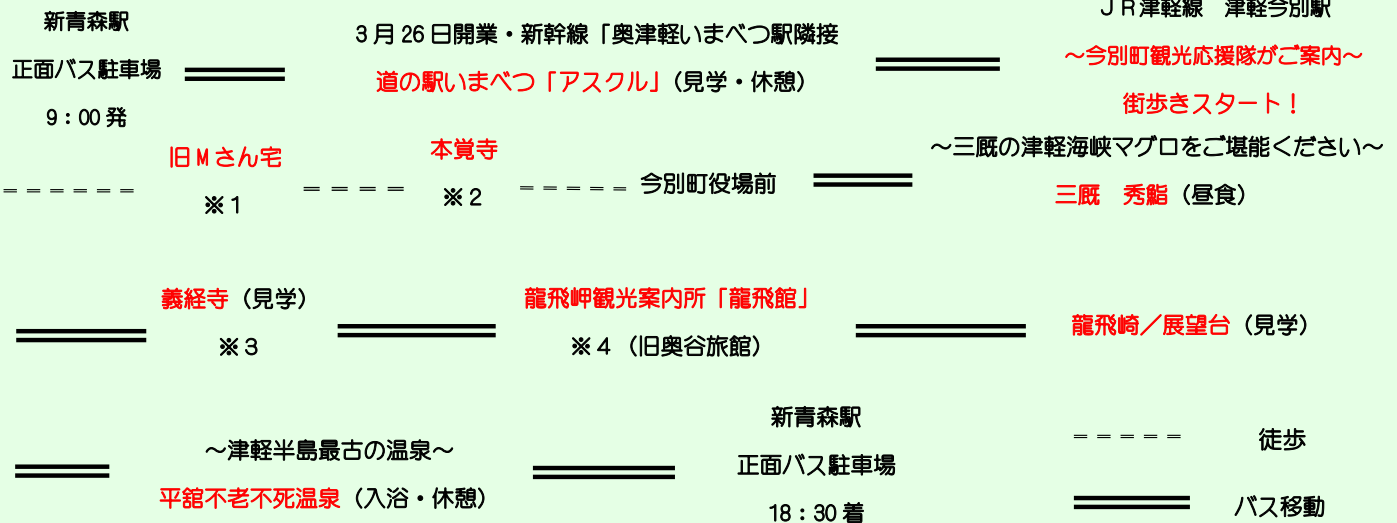 新青森駅
正面バス駐車場
9：00発
3月26日開業・新幹線「奥津軽いまべつ駅隣接
道の駅いまべつ「アスクル」（見学・休憩）
ＪＲ津軽線　津軽今別駅
～今別町観光応援隊がご案内～
街歩きスタート！
旧Mさん宅
※1
本覚寺
※2
今別町役場前
～三厩の津軽海峡マグロをご堪能ください～
三厩　秀鮨（昼食）
義経寺（見学）
※3
龍飛岬観光案内所「龍飛館」
※4（旧奥谷旅館）
龍飛崎／展望台（見学）
～津軽半島最古の温泉～
平舘不老不死温泉（入浴・休憩）
新青森駅
正面バス駐車場
18：30着
徒歩
バス移動